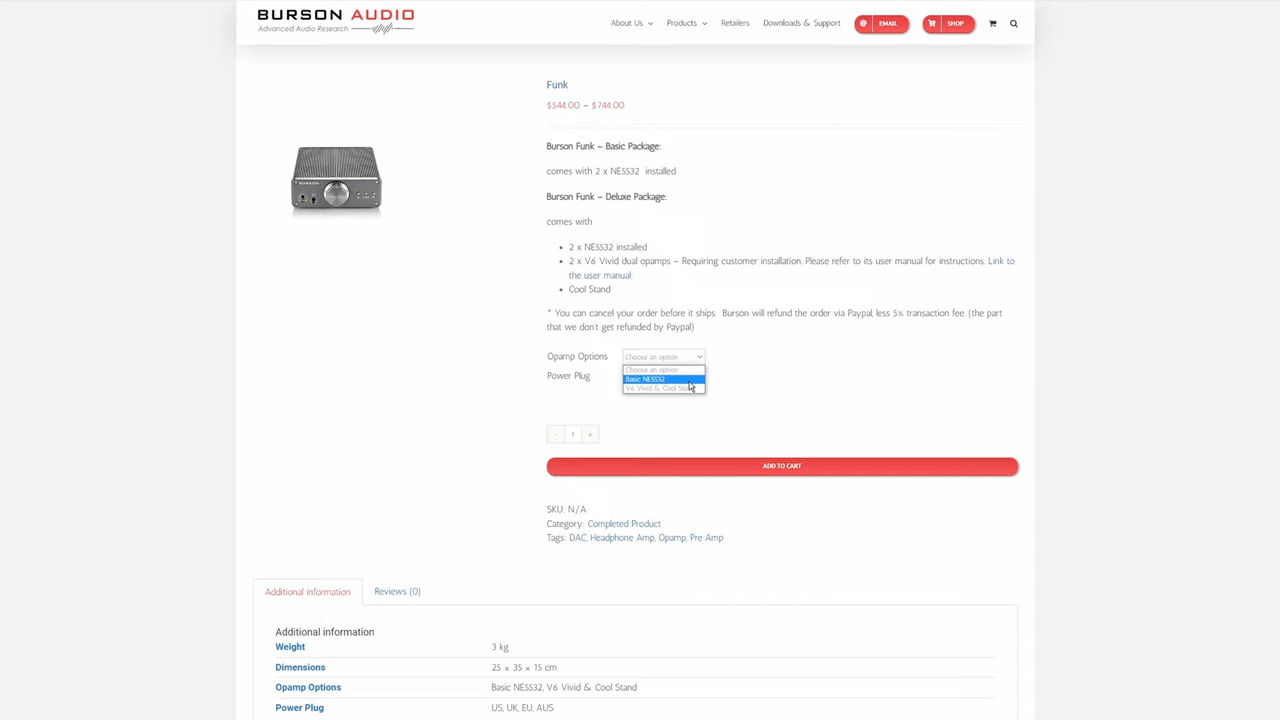 BURSON AUDIO
Advanced Audio Research
About Us
Products
Retailers
Downloads & Support
EMAIL
SHOP
Funk
$544.00 – $744.00
Burson Funk – Basic Package:
comes with 2 x NE5532 installed
Burson Funk – Deluxe Package:
comes with
2 x NE5532 installed
2 x V6 Vivid dual opamps – Requiring customer installation. Please refer to its user manual for instructions. Link to
the user manual:
Cool Stand
* You can cancel your order before it ships. Burson will refund the order via Paypal, less 5% transaction fee. (the part
that we don't get refunded by Paypal)
Opamp Options
Choose an option
Choose an option
Basic NE5532
V6 Vivid & Cool
Power Plug
- 1 +
ADD TO CART
SKU: N/A
Category: Completed Product
Tags: DAC, Headphone Amp, Opamp, Pre Amp
Additional information
Reviews (0)
Additional information
Weight 3 kg
Dimensions 25 × 35 × 15 cm
Opamp Options Basic NE5532, V6 Vivid & Cool Stand
Power Plug US, UK, EU, AUS
BURSON